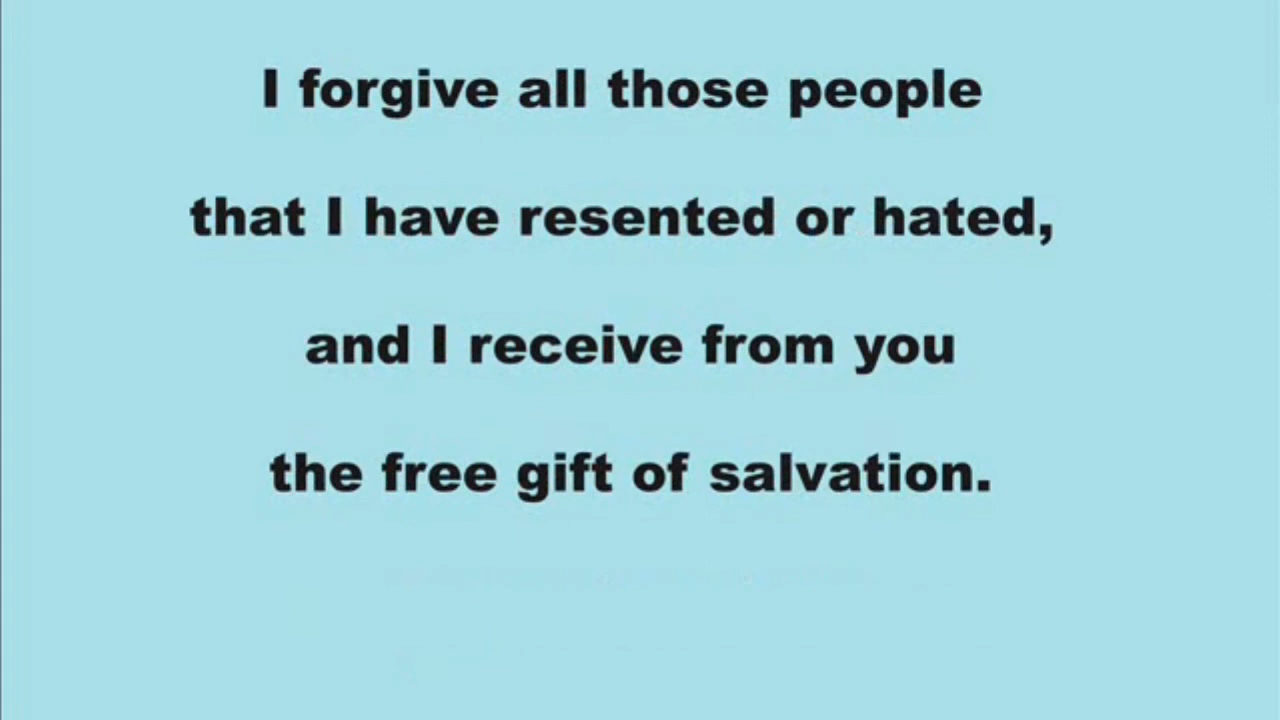 I forgive all those people
that I have resented or hated,
and I receive from you
the free gift of salvation.